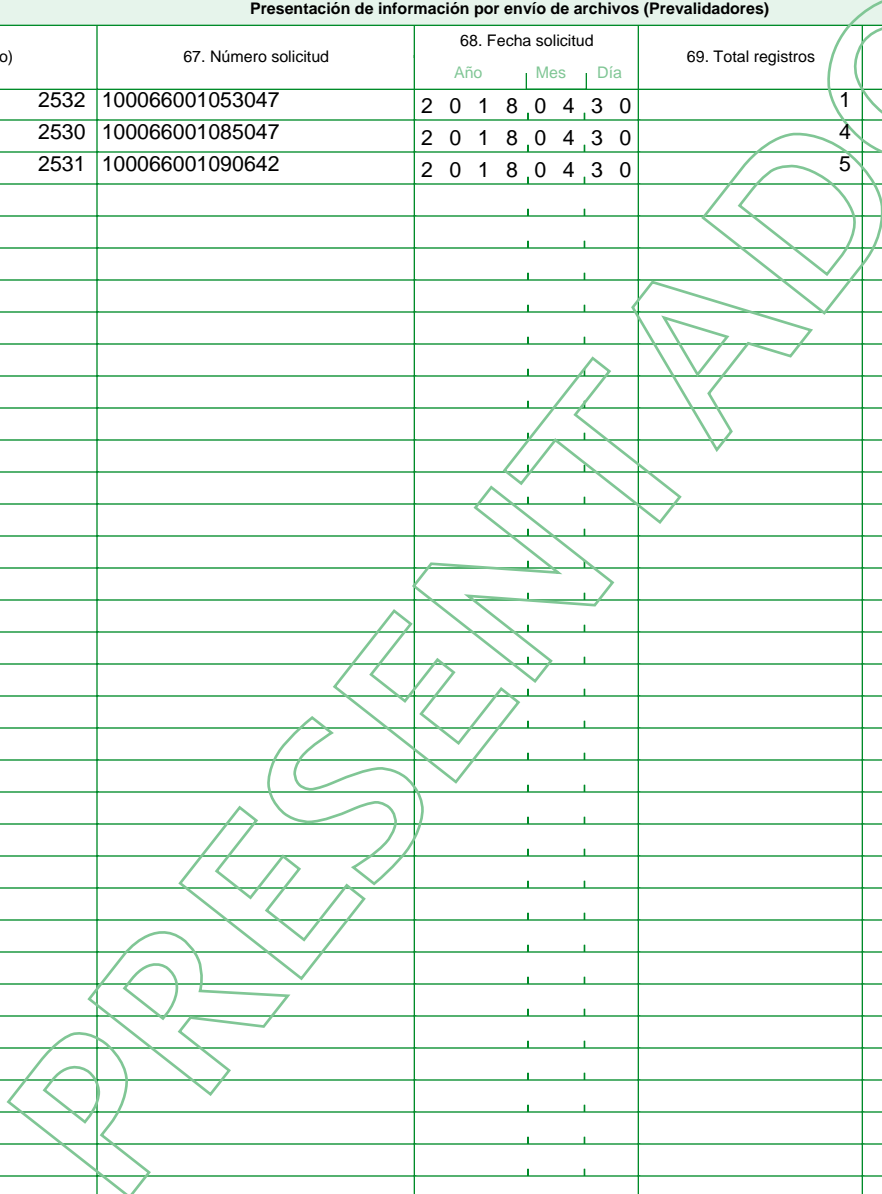 Presentación de información por envío de archivos (Prevalidadores)
o) 67. Número solicitud 68. Fecha solicitud 69. Total registros
Año Mes Día
2532 100066001053047 2 0 1 8 0 4 3 0 1
2530 100066001085047 2 0 1 8 0 4 3 0 4
2531 100066001090642 2 0 1 8 0 4 3 0 5
PRESENTADO